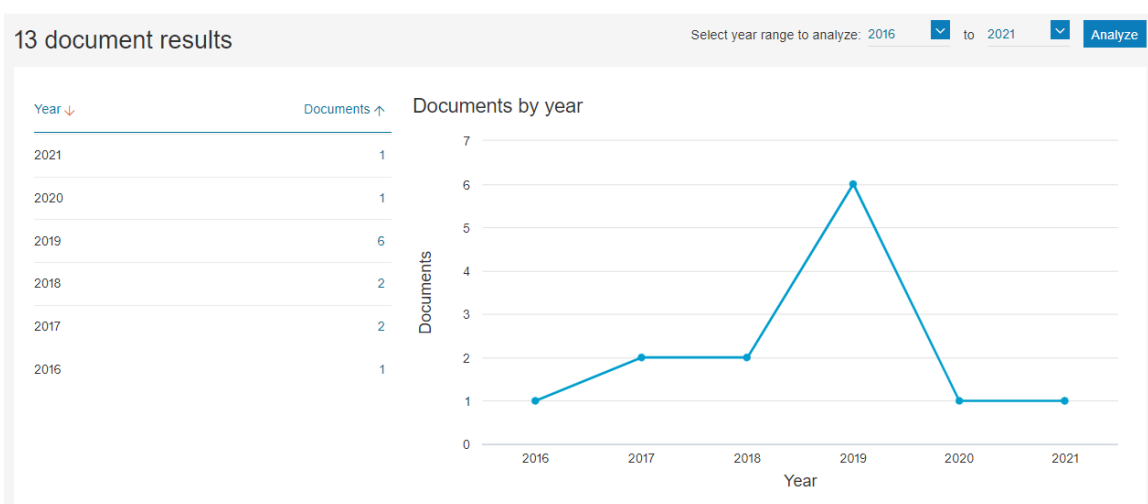 13 document results
Select year range to analyze: 2016 to 2021 Analyze
Year Documents
2021 1
2020 1
2019 6
2018 2
2017 2
2016 1
Documents by year
Documents
7
6
5
4
3
2
1
0
2016 2017 2018 2019 2020 2021
Year